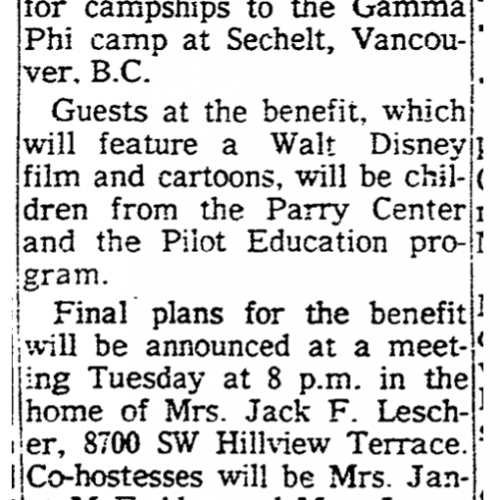 for campships to the Gamma
Phi camp at Sechelt, Vancou-
ver, B.C.
Guests at the benefit, which
will feature a Walt Disney
film and cartoons, will be chil-
dren from the Parry Center
and the Pilot Education pro-
gram.
Final plans for the benefit
will be announced at a meet-
ing Tuesday at 8 p.m. in the
home of Mrs. Jack F. Lesch-
er, 8700 SW Hillview Terrace.
Co-hostesses will be Mrs. Jan-